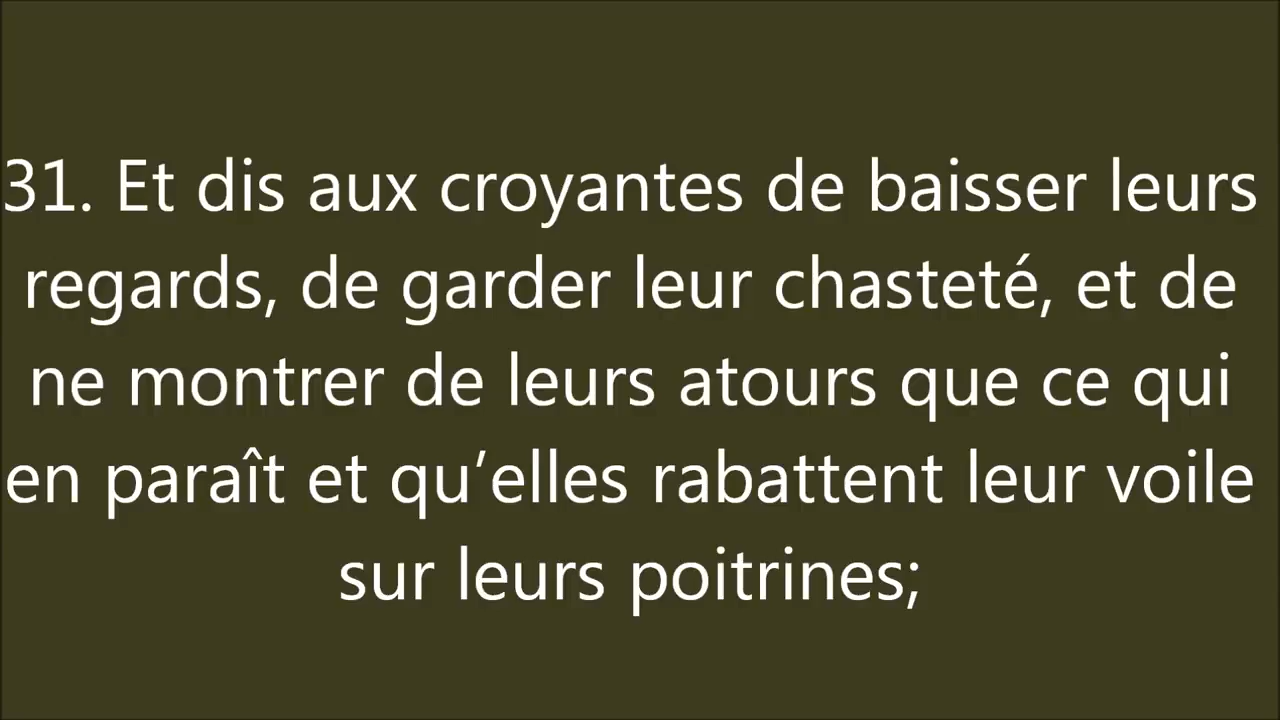 31. Et dis aux croyantes de baisser leurs
regards, de garder leur chasteté, et de
ne montrer de leurs atours que ce qui
en paraît et qu’elles rabattent leur voile
sur leurs poitrines;